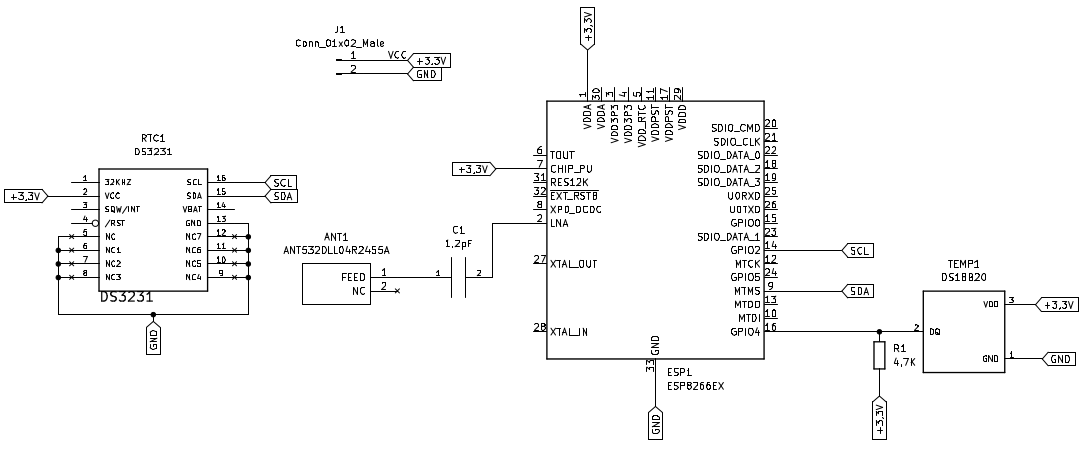 J1
Conn_01x02_Male
1 VCC +3,3V
2 GND
+3,3V
RTC1
DS3231
+3,3V
1 32KHZ
2 VCC
3 SQW/INT
4 /RST
5 NC
6 NC1
7 NC2
8 NC3
SCL 16 SCL
SDA 15 SDA
VBAT 14
GND 13
NC7 12
NC6 11
NC5 10
NC4 9
DS3231
GND
ANT1
ANT532DLL04R2455A
FEED 1
NC 2
C1
1,2pF
1 2
+3,3V
1 VDDA
30 VDDA
3 VDD3P3
4 VDD3P3
5 VDD_RTC
11 VDDPST
17 VDDPST
29 VDDD
6 TOUT
7 CHIP_PU
31 RES12K
32 EXT_RSTB
8 XPD_DCDC
2 LNA
27 XTAL_OUT
28 XTAL_IN
SDIO_CMD 20
SDIO_CLK 21
SDIO_DATA_0 22
SDIO_DATA_2 18
SDIO_DATA_3 19
U0RXD 25
U0TXD 26
GPIO0 15
SDIO_DATA_1 23
GPIO2 14 SCL
MTCK 12
GPIO5 24
MTMS 9 SDA
MTDO 13
MTDI 10
GPIO4 16
33 GND
ESP1
ESP8266EX
GND
R1
4,7K
+3,3V
TEMP1
DS18B20
2 DQ
VDD 3 +3,3V
GND 1 GND